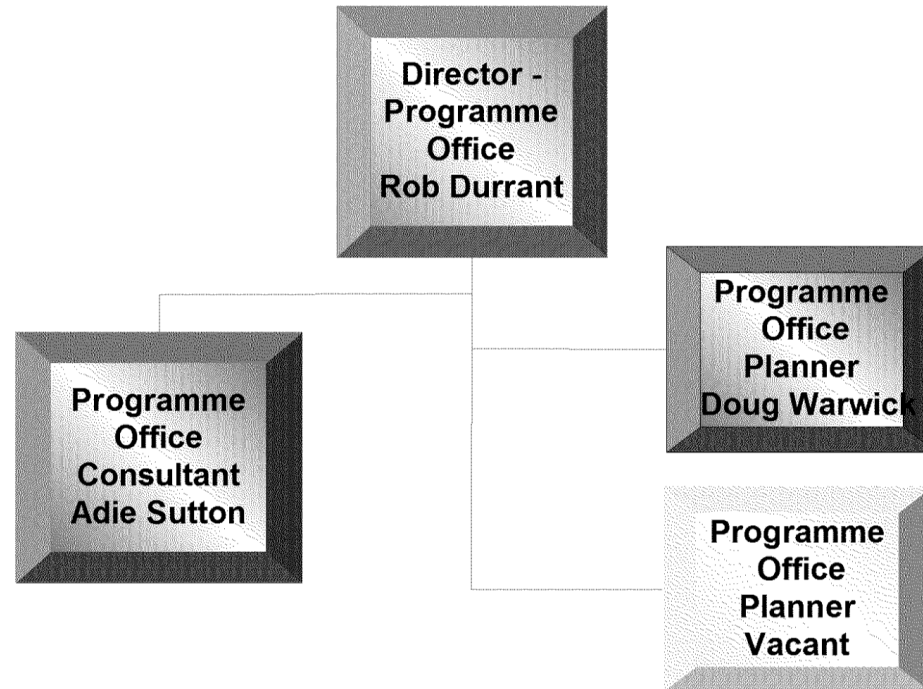 Director -
Programme
Office
Rob Durrant
Programme
Office
Planner
Doug Warwick
Programme
Office
Consultant
Adie Sutton
Programme
Office
Planner
Vacant